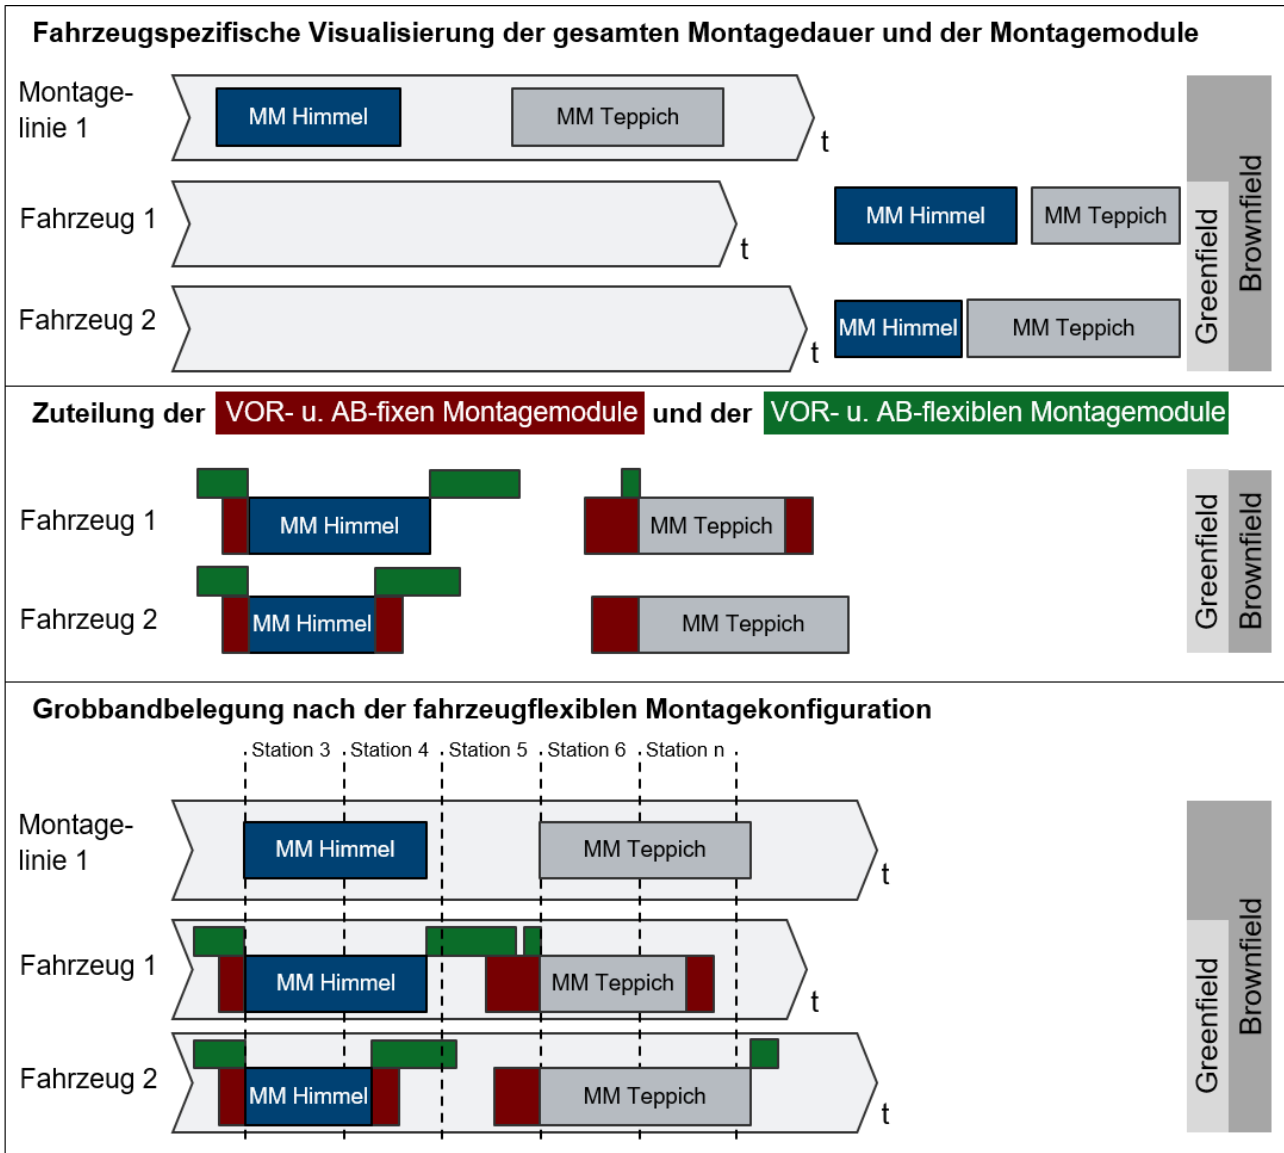 Fahrzeugspezifische Visualisierung der gesamten Montagedauer und der Montagemodule
Montage-
linie 1
MM Himmel
MM Teppich
t
Fahrzeug 1
t
MM Himmel
MM Teppich
Fahrzeug 2
t
MM Himmel
MM Teppich
Greenfield
Brownfield
Zuteilung der VOR- u. AB-fixen Montagemodule und der VOR- u. AB-flexiblen Montagemodule
Fahrzeug 1
MM Himmel
MM Teppich
Fahrzeug 2
MM Himmel
MM Teppich
Greenfield
Brownfield
Grobbandbelegung nach der fahrzeugflexiblen Montagekonfiguration
Station 3
Station 4
Station 5
Station 6
Station n
Montage-
linie 1
MM Himmel
MM Teppich
t
Fahrzeug 1
MM Himmel
MM Teppich
t
Fahrzeug 2
MM Himmel
MM Teppich
t
Greenfield
Brownfield